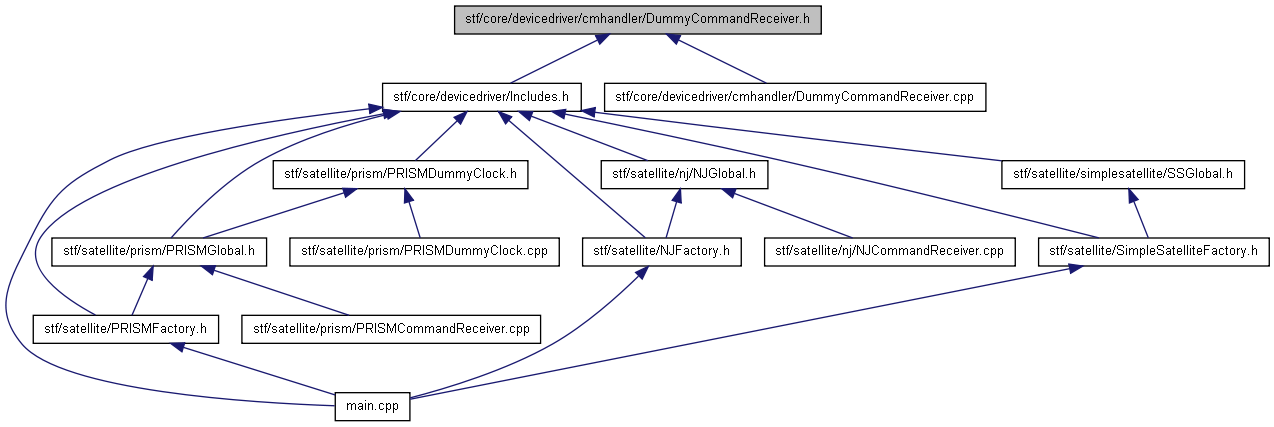 stf/core/devicedriver/cmhandler/DummyCommandReceiver.h
stf/core/devicedriver/Includes.h
stf/core/devicedriver/cmhandler/DummyCommandReceiver.cpp
stf/satellite/prism/PRISMDummyClock.h
stf/satellite/nj/NJGlobal.h
stf/satellite/simplesatellite/SSGlobal.h
stf/satellite/prism/PRISMGlobal.h
stf/satellite/prism/PRISMDummyClock.cpp
stf/satellite/NJFactory.h
stf/satellite/nj/NJCommandReceiver.cpp
stf/satellite/SimpleSatelliteFactory.h
stf/satellite/PRISMFactory.h
stf/satellite/prism/PRISMCommandReceiver.cpp
main.cpp